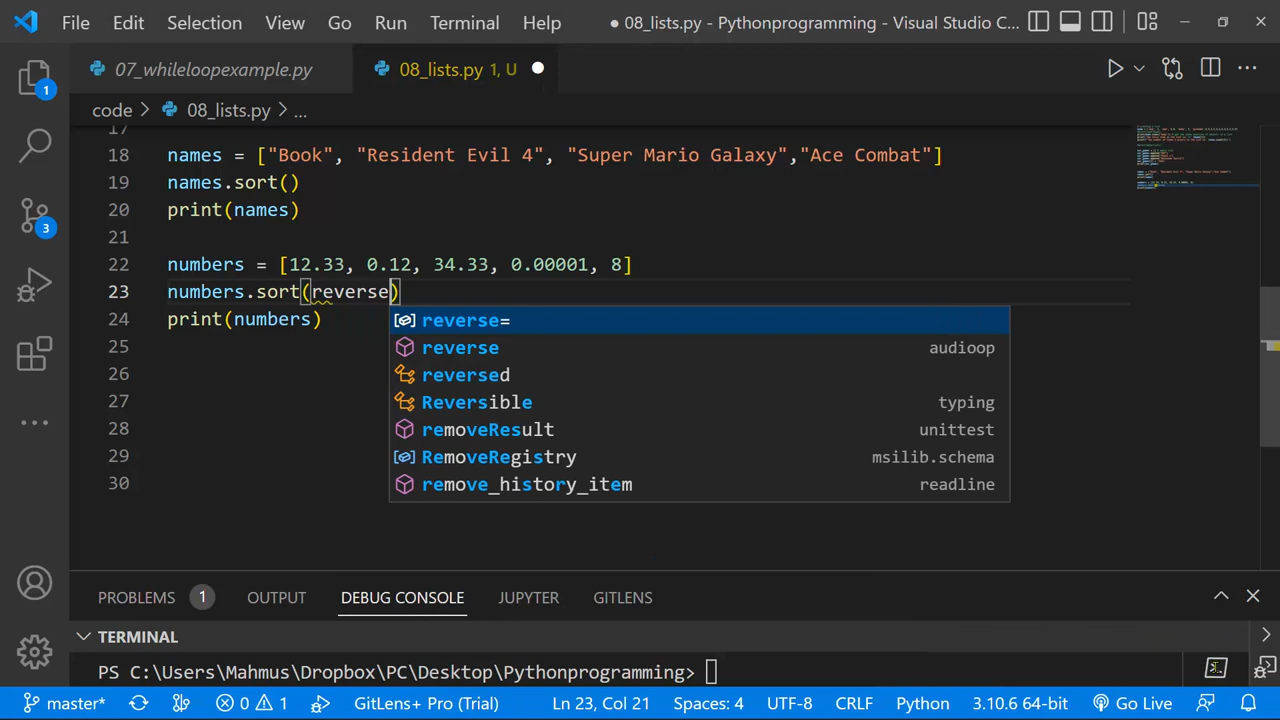 File Edit Selection View Go Run Terminal Help ● 08_lists.py - Pythonprogramming - Visual Studio C...
07_whileloopexample.py 08_lists.py 1, U
code > 08_lists.py > ...
1
3
17
18 names = ["Book", "Resident Evil 4", "Super Mario Galaxy","Ace Combat"]
19 names.sort()
20 print(names)
21
22 numbers = [12.33, 0.12, 34.33, 0.00001, 8]
23 numbers.sort(reverse)
24 print(numbers)
25
26
27
28
29
30
reverse=
reverse audioop
reversed
Reversible typing
removeResult unittest
RemoveRegistry msilib.schema
remove_history_item readline
PROBLEMS 1 OUTPUT DEBUG CONSOLE JUPYTER GITLENS
TERMINAL
PS C:\Users\Mahmus\Dropbox\PC\Desktop\Pythonprogramming>
master* 0 1 GitLens+ Pro (Trial) Ln 23, Col 21 Spaces: 4 UTF-8 CRLF Python 3.10.6 64-bit Go Live